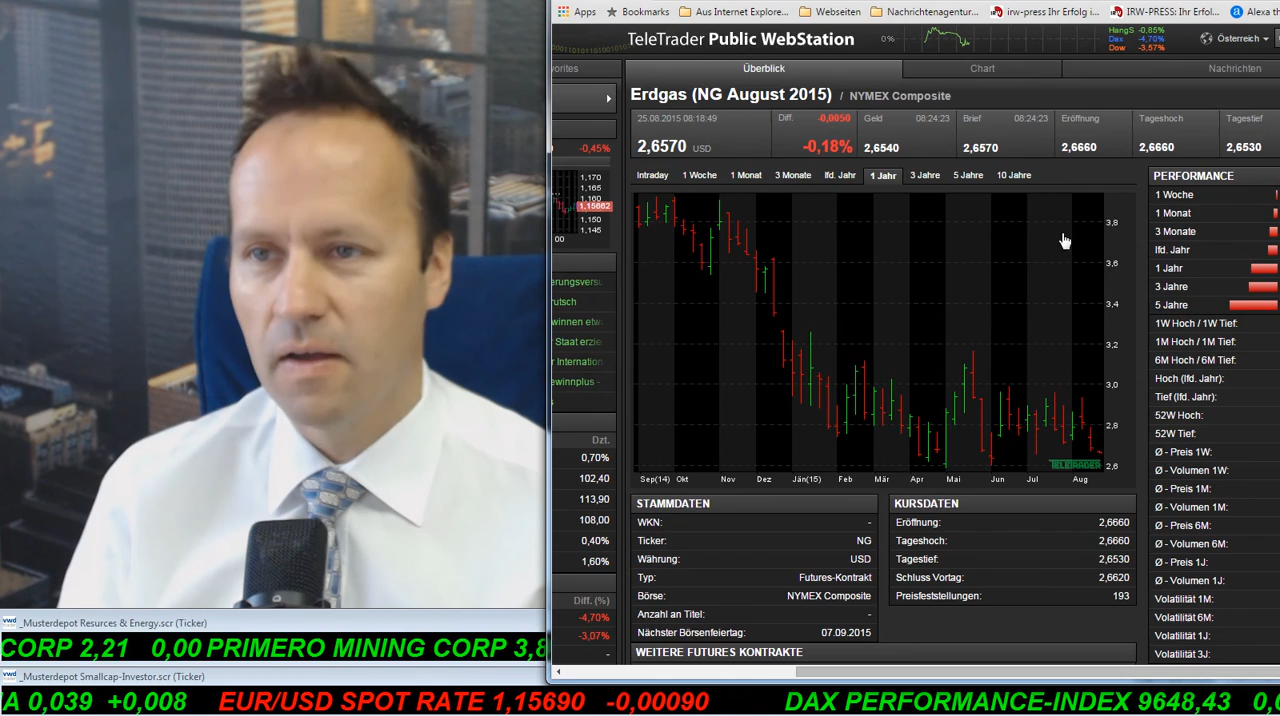 Apps Bookmarks Aus Internet Explore... Webseiten Nachrichtenagentur... irw-press Ihr Erfolg i... IRW-PRESS: Ihr Erfol... Alexa
TeleTrader Public WebStation
0%
HangS -0,85%
Dax -4,70%
Dow -3,57%
Österreich
Überblick Chart Nachrichten
Erdgas (NG August 2015) / NYMEX Composite
25.08.2015 08:18:49 Diff. -0,0050 Geld 08:24:23 Brief 08:24:23 Eröffnung: Tageshoch: Tagestief:
2,6570 USD -0,18% 2,6540 2,6570 2,6660 2,6660 2,6530
-0,45%
Intraday 1 Woche 1 Monat 3 Monate lfd. Jahr 1 Jahr 3 Jahre 5 Jahre 10 Jahre
1,170
1,165
1,160
1,15662
1,150
1,145
00
3,8
3,6
3,4
3,2
3,0
2,8
2,6
TELETRADER
Sep(14) Okt Nov Dez Jän(15) Feb Mär Apr Mai Jun Jul Aug
PERFORMANCE
1 Woche
1 Monat
3 Monate
lfd. Jahr
1 Jahr
3 Jahre
5 Jahre
1W Hoch / 1W Tief:
1M Hoch / 1M Tief:
6M Hoch / 6M Tief:
Hoch (lfd. Jahr):
Tief (lfd. Jahr):
52W Hoch:
52W Tief:
Ø - Preis 1W:
Ø - Volumen 1W:
Ø - Preis 1M:
Ø - Volumen 1M:
Ø - Preis 6M:
Ø - Volumen 6M:
Ø - Preis 1J:
Ø - Volumen 1J:
Volatilität 1M:
Volatilität 6M:
Volatilität 1J:
Volatilität 3J:
Dzt.
0,70%
102,40
113,90
108,00
0,40%
1,60%
Diff. (%)
-4,70%
-3,07%
-
STAMMDATEN
WKN: -
Ticker: NG
Währung: USD
Typ: Futures-Kontrakt
Börse: NYMEX Composite
Anzahl an Titel: -
Nächster Börsenfeiertag: 07.09.2015
WEITERE FUTURES KONTRAKTE
KURSDATEN
Eröffnung: 2,6660
Tageshoch: 2,6660
Tagestief: 2,6530
Schluss Vortag: 2,6620
Preisfeststellungen: 193
vwd _Musterdepot Resurces & Energy.scr (Ticker)
CORP 2,21 0,00 PRIMERO MINING CORP 3,8
vwd _Musterdepot Smallcap-Investor.scr (Ticker)
A 0,039 +0,008 EUR/USD SPOT RATE 1,15690 -0,00090 DAX PERFORMANCE-INDEX 9648,43 0,